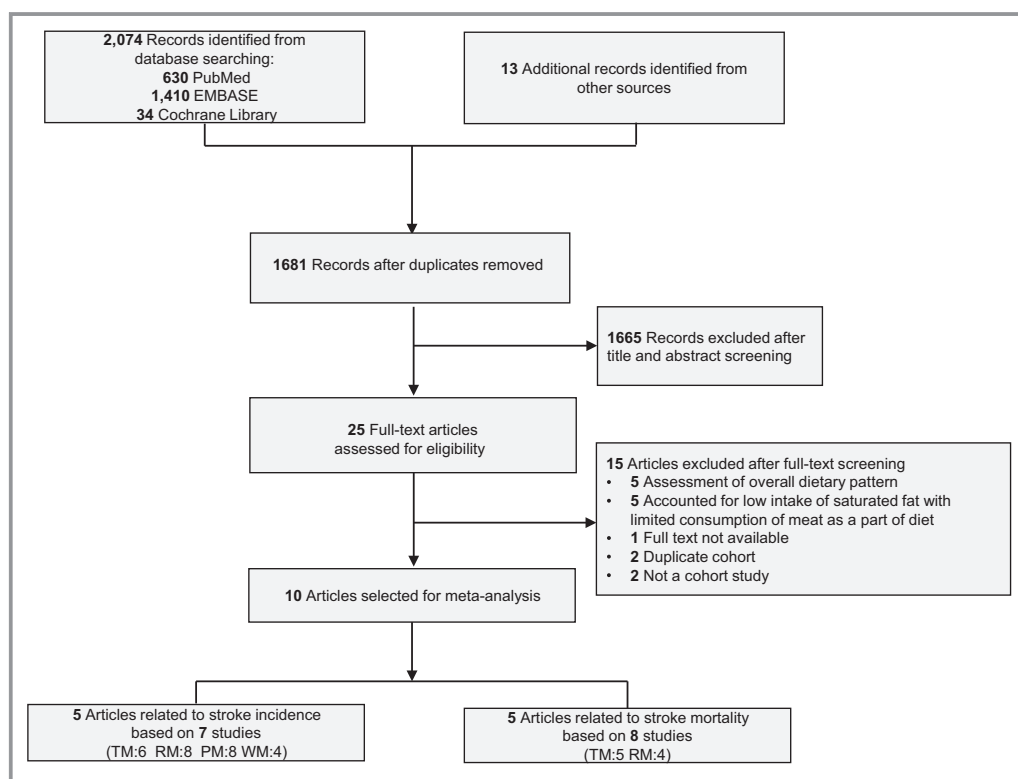 2,074 Records identified from
database searching:
630 PubMed
1,410 EMBASE
34 Cochrane Library
13 Additional records identified from
other sources
1681 Records after duplicates removed
1665 Records excluded after
title and abstract screening
25 Full-text articles
assessed for eligibility
15 Articles excluded after full-text screening
• 5 Assessment of overall dietary pattern
• 5 Accounted for low intake of saturated fat with
limited consumption of meat as a part of diet
• 1 Full text not available
• 2 Duplicate cohort
• 2 Not a cohort study
10 Articles selected for meta-analysis
5 Articles related to stroke incidence
based on 7 studies
(TM:6 RM:8 PM:8 WM:4)
5 Articles related to stroke mortality
based on 8 studies
(TM:5 RM:4)